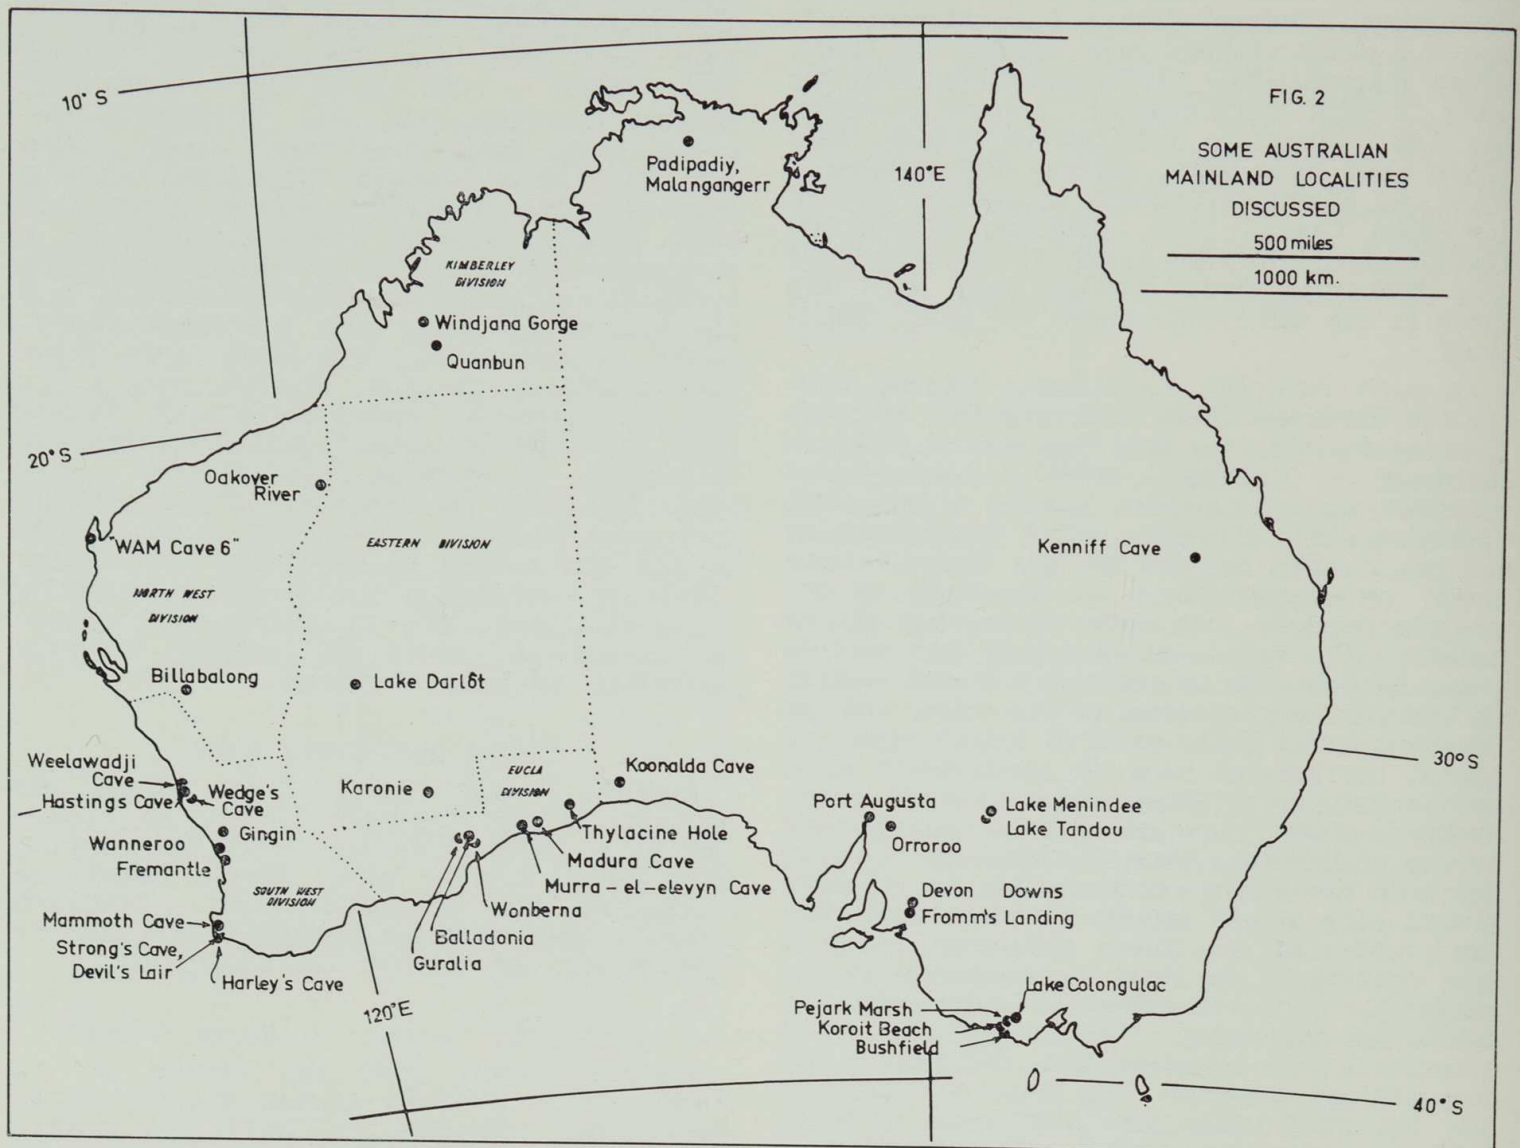 FIG. 2
SOME AUSTRALIAN
MAINLAND LOCALITIES
DISCUSSED
500 miles
1000 km.
10° S
140°E
Padipadiy,
Malangangerr
KIMBERLEY
DIVISION
Windjana Gorge
Quanbun
20° S
Oakover
River
"WAM Cave 6"
EASTERN DIVISION
Kenniff Cave
NORTH WEST
DIVISION
Billabalong
Lake Darlôt
30°S
Weelawadji
Cave
Hastings Cave
Wedge's
Cave
Karonie
EUCLA
DIVISION
Koonalda Cave
Port Augusta
Lake Menindee
Lake Tandou
Orroroo
Gingin
Wanneroo
Fremantle
Thylacine Hole
Madura Cave
Murra-el-elevyn Cave
Wonberna
Balladonia
Guralia
SOUTH WEST
DIVISION
Devon Downs
Fromm's Landing
Mammoth Cave
Strong's Cave,
Devil's Lair
Harley's Cave
120°E
Lake Colongulac
Pejark Marsh
Koroit Beach
Bushfield
40° S